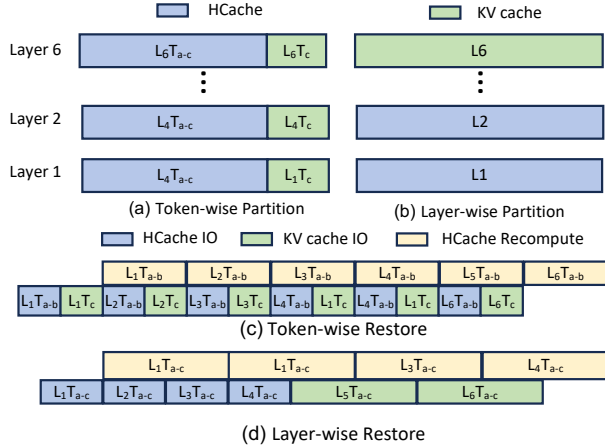 HCache KV cache
Layer 6 L₆Tₐ₋c L₆Tc L6
Layer 2 L₄Tₐ₋c L₄Tc L2
Layer 1 L₄Tₐ₋c L₁Tc L1
(a) Token-wise Partition (b) Layer-wise Partition
HCache IO KV cache IO HCache Recompute
L₁Tₐ₋b L₂Tₐ₋b L₃Tₐ₋b L₄Tₐ₋b L₅Tₐ₋b L₆Tₐ₋b
L₁Tₐ₋b L₁Tc L₂Tₐ₋b L₂Tc L₃Tₐ₋b L₃Tc L₄Tₐ₋b L₁Tc L₄Tₐ₋b L₁Tc L₆Tₐ₋b L₆Tc
(c) Token-wise Restore
L₁Tₐ₋c L₁Tₐ₋c L₃Tₐ₋c L₄Tₐ₋c
L₁Tₐ₋c L₂Tₐ₋c L₃Tₐ₋c L₄Tₐ₋c L₅Tₐ₋c L₆Tₐ₋c
(d) Layer-wise Restore